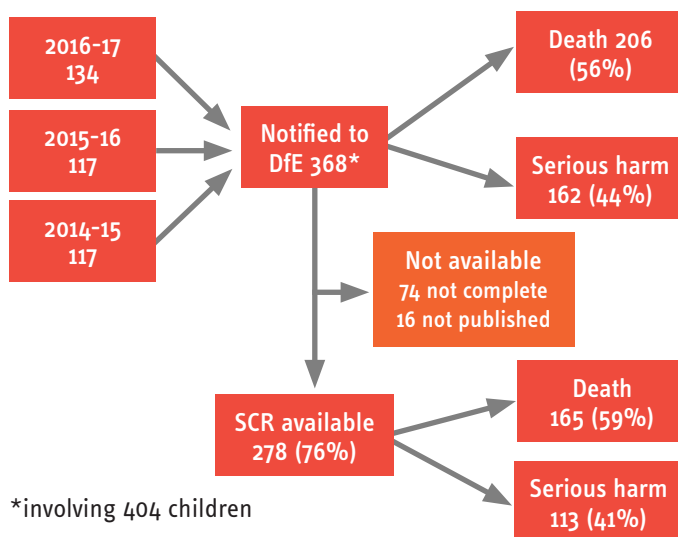 2016-17
134
2015-16
117
2014-15
117
Notified to
DfE 368*
Death 206
(56%)
Serious harm
162 (44%)
Not available
74 not complete
16 not published
SCR available
278 (76%)
Death
165 (59%)
Serious harm
113 (41%)
*involving 404 children